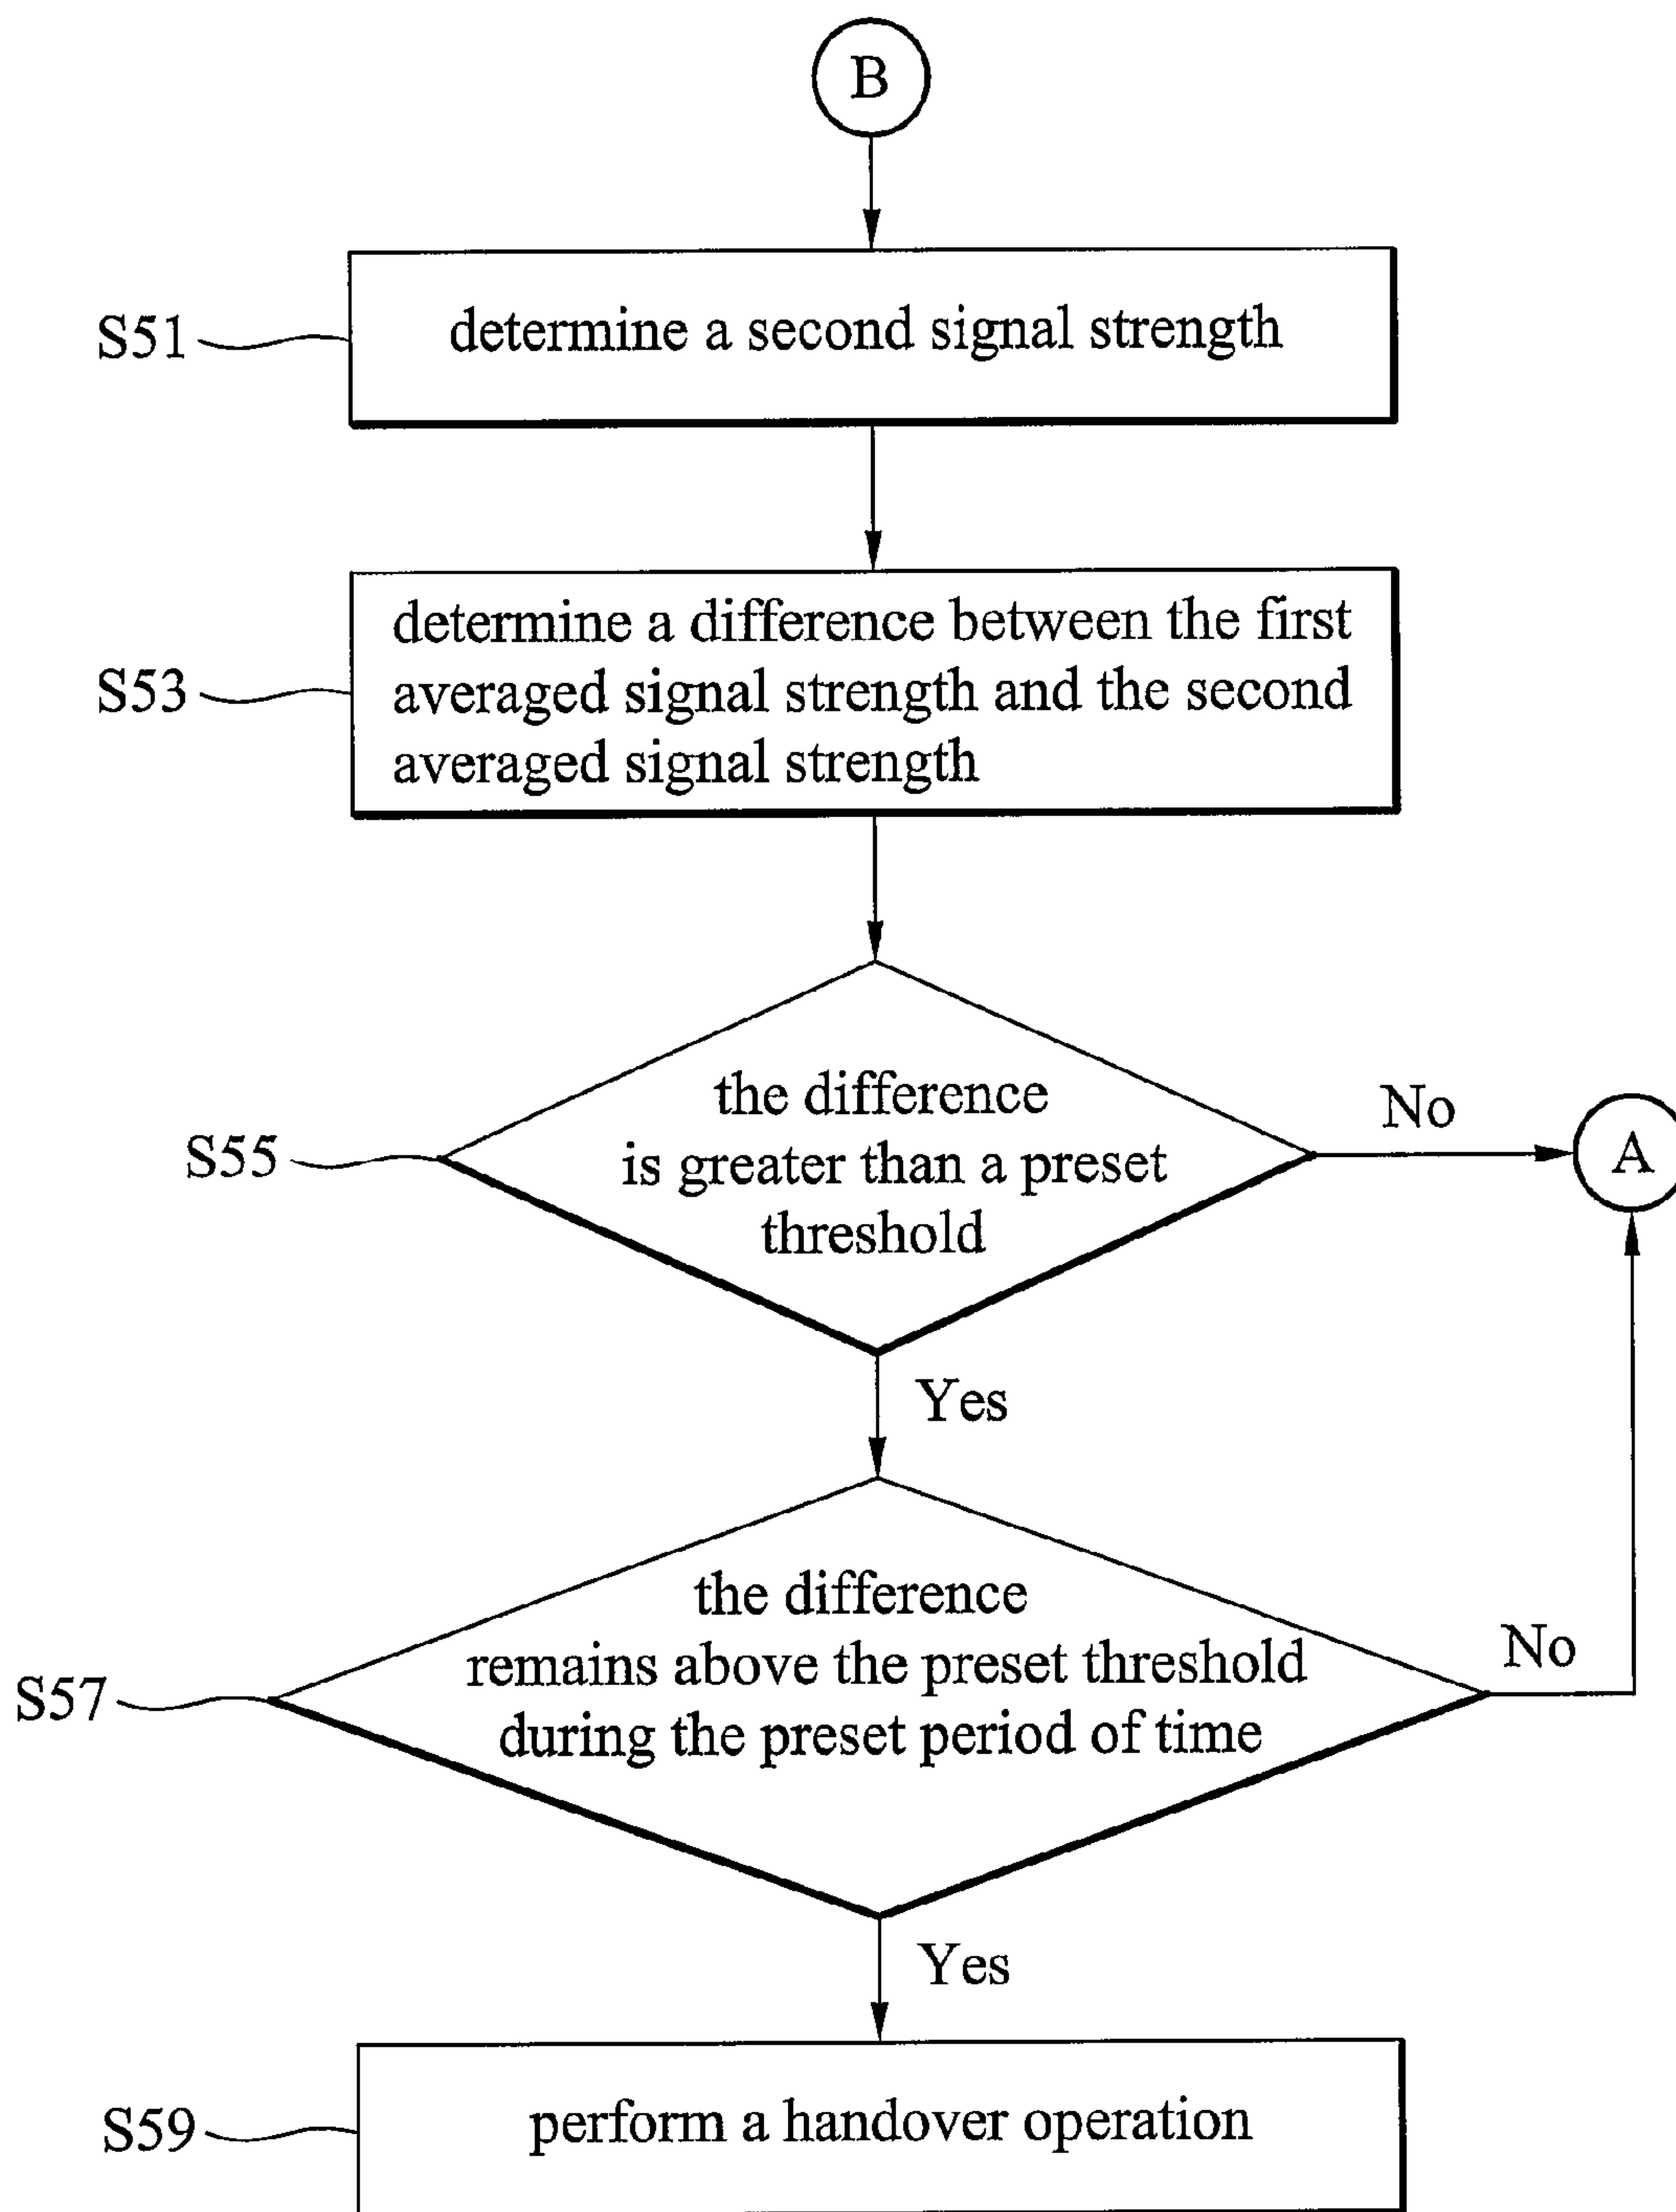 B
S51
determine a second signal strength
S53
determine a difference between the first
averaged signal strength and the second
averaged signal strength
S55
the difference
is greater than a preset
threshold
No
A
Yes
S57
the difference
remains above the preset threshold
during the preset period of time
No
Yes
S59
perform a handover operation